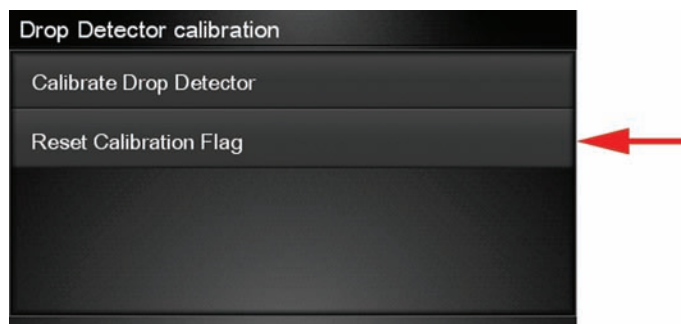 Drop Detector calibration
Calibrate Drop Detector
Reset Calibration Flag